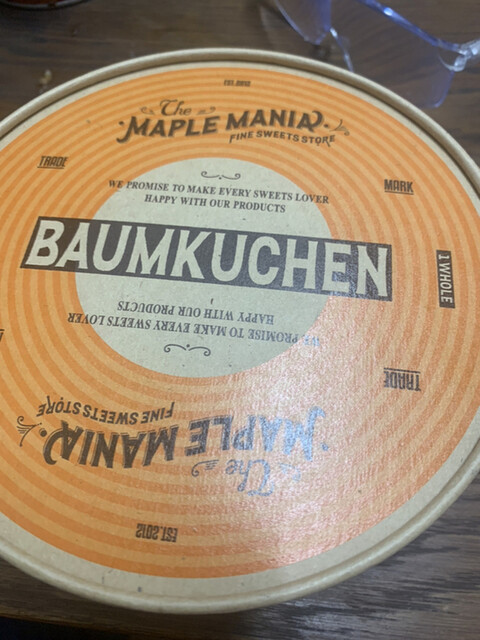 EST. 2012
The
MAPLE MANIA
FINE SWEETS STORE
TRADE
MARK
WE PROMISE TO MAKE EVERY SWEETS LOVER
HAPPY WITH OUR PRODUCTS
BAUMKUCHEN
1 WHOLE
WE PROMISE TO MAKE EVERY SWEETS LOVER
HAPPY WITH OUR PRODUCTS
TRADE
The
MAPLE MANIA
FINE SWEETS STORE
EST. 2012